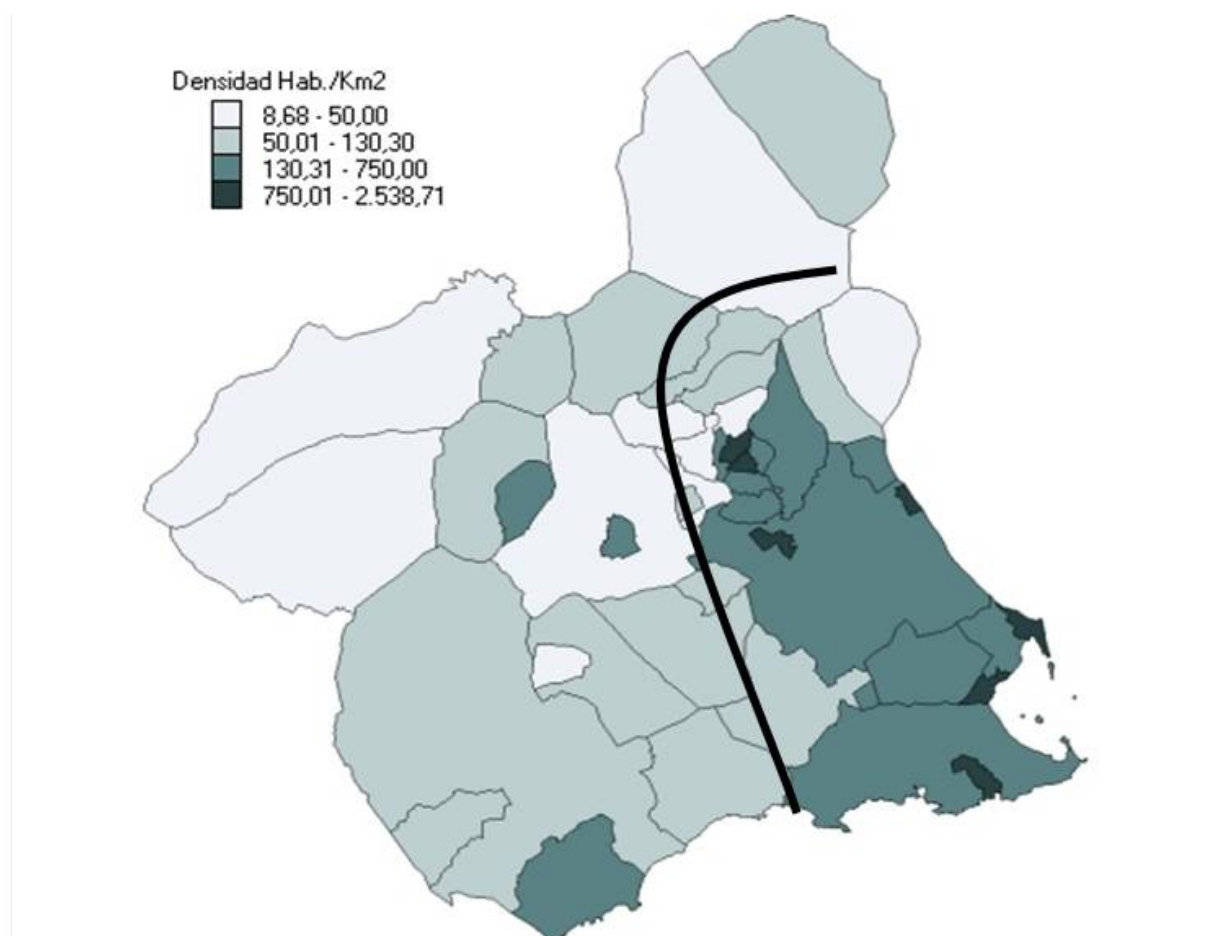 Densidad Hab./Km2
8,68 - 50,00
50,01 - 130,30
130,31 - 750,00
750,01 - 2.538,71